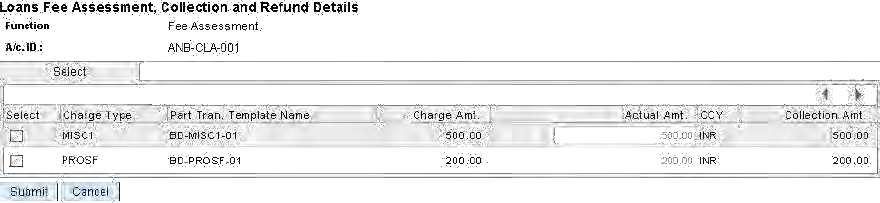 Loans Fee Assessment, Collection and Refund Details
Function Fee Assessment
A/c. ID.: ANB-CLA-001
Select
Select Charge Type Part Tran. Template Name Charge Amt. Actual Amt. CCY Collection Amt.
MISC1 BD-MISC1-01 500.00 500.00 INR 500.00
PROSF BD-PROSF-01 200.00 200.00 INR 200.00
Submit Cancel